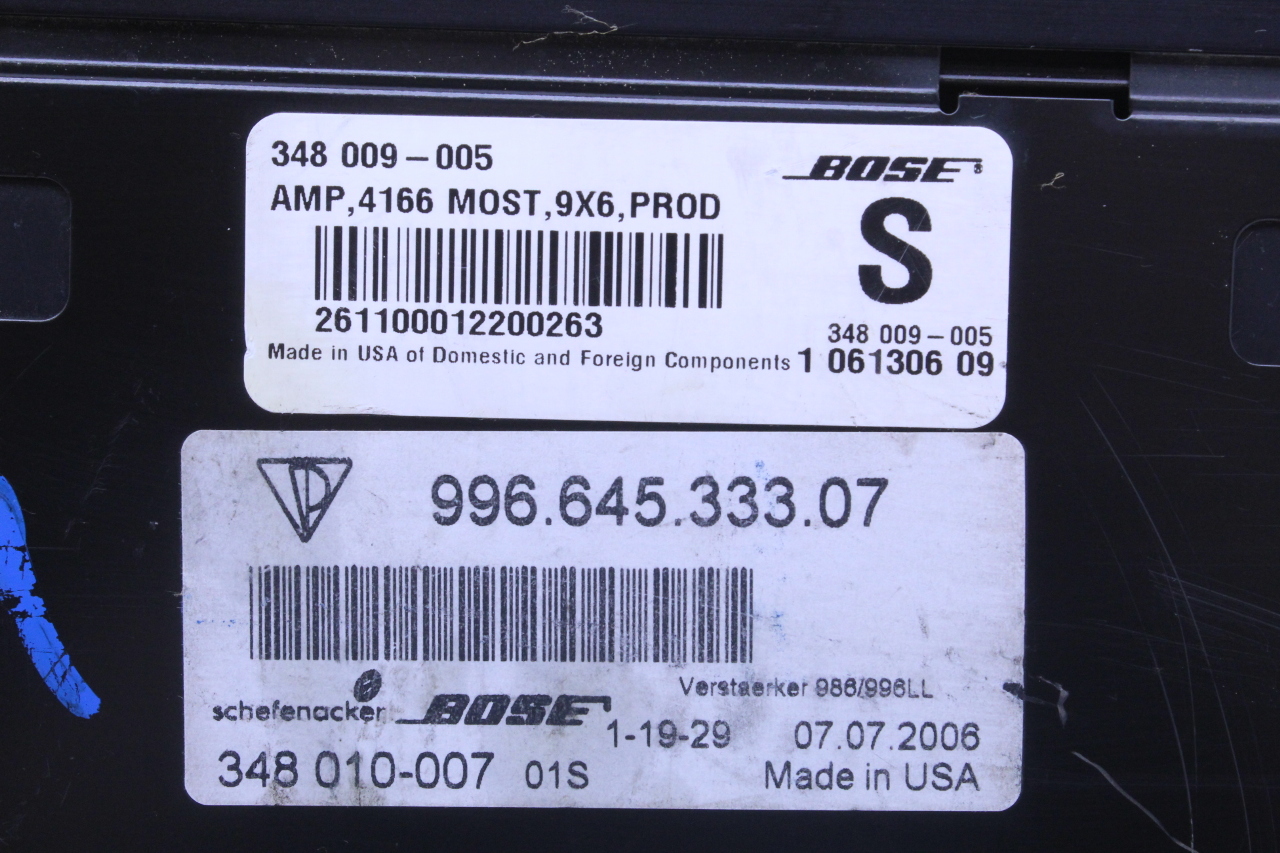 348 009-005
BOSE
AMP,4166 MOST,9X6,PROD
S
261100012200263
348 009-005
Made in USA of Domestic and Foreign Components 1 061306 09
996.645.333.07
Verstaerker 986/996LL
schefenacker BOSE
1-19-29 07.07.2006
348 010-007 01S Made in USA